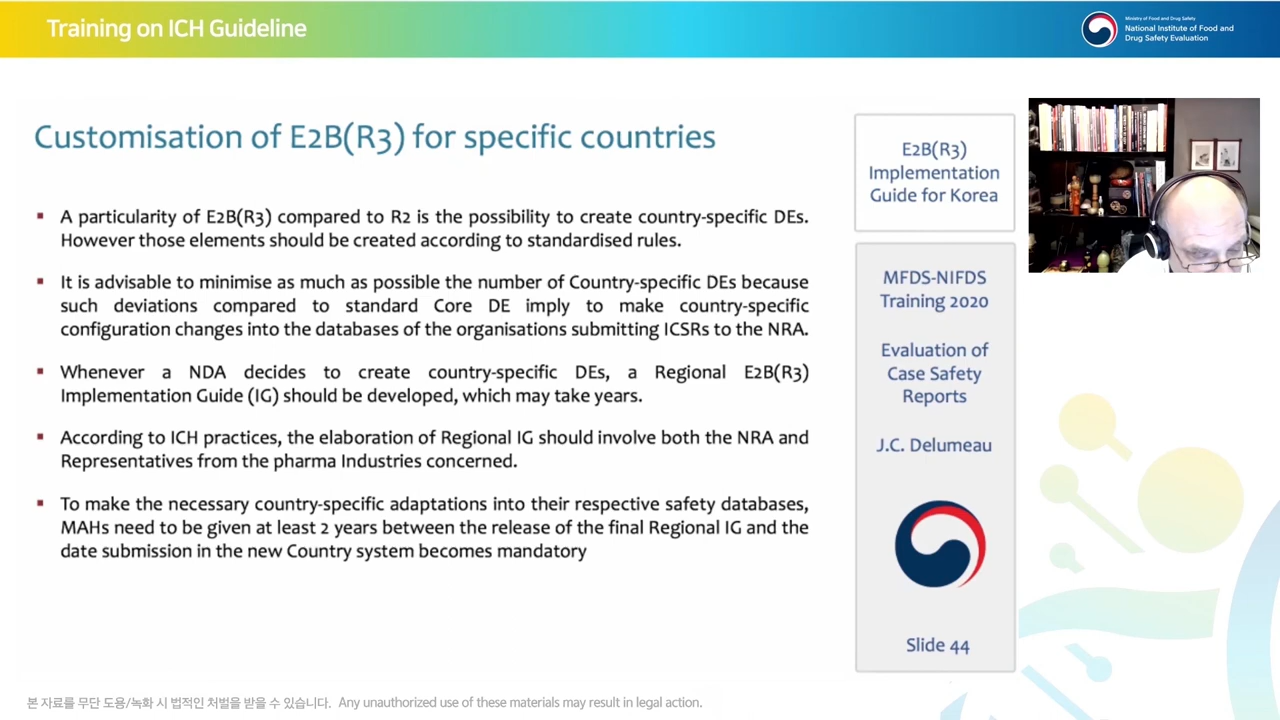 Training on ICH Guideline
Ministry of Food and Drug Safety
National Institute of Food and
Drug Safety Evaluation
Customisation of E2B(R3) for specific countries
▪ A particularity of E2B(R3) compared to R2 is the possibility to create country-specific DEs.
However those elements should be created according to standardised rules.
▪ It is advisable to minimise as much as possible the number of Country-specific DEs because
such deviations compared to standard Core DE imply to make country-specific
configuration changes into the databases of the organisations submitting ICSRs to the NRA.
▪ Whenever a NDA decides to create country-specific DEs, a Regional E2B(R3)
Implementation Guide (IG) should be developed, which may take years.
▪ According to ICH practices, the elaboration of Regional IG should involve both the NRA and
Representatives from the pharma Industries concerned.
▪ To make the necessary country-specific adaptations into their respective safety databases,
MAHs need to be given at least 2 years between the release of the final Regional IG and the
date submission in the new Country system becomes mandatory
E2B(R3)
Implementation
Guide for Korea
MFDS-NIFDS
Training 2020
Evaluation of
Case Safety
Reports
J.C. Delumeau
Slide 44
본 자료를 무단 도용/녹화 시 법적인 처벌을 받을 수 있습니다. Any unauthorized use of these materials may result in legal action.